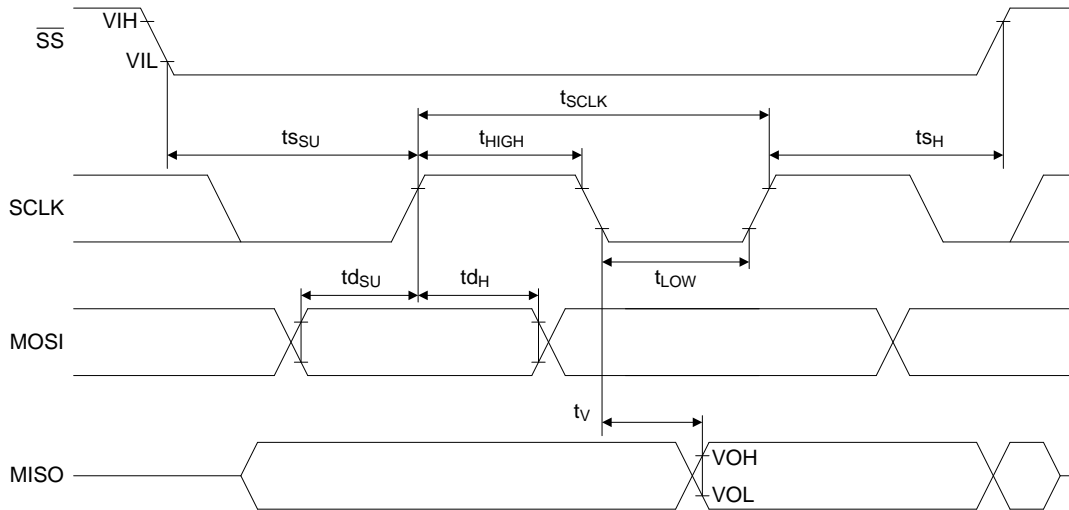 VIH
SS
VIL
tSCLK
tsSU
tHIGH
tsH
SCLK
tdSU
tdH
tLOW
MOSI
tV
VOH
MISO
VOL